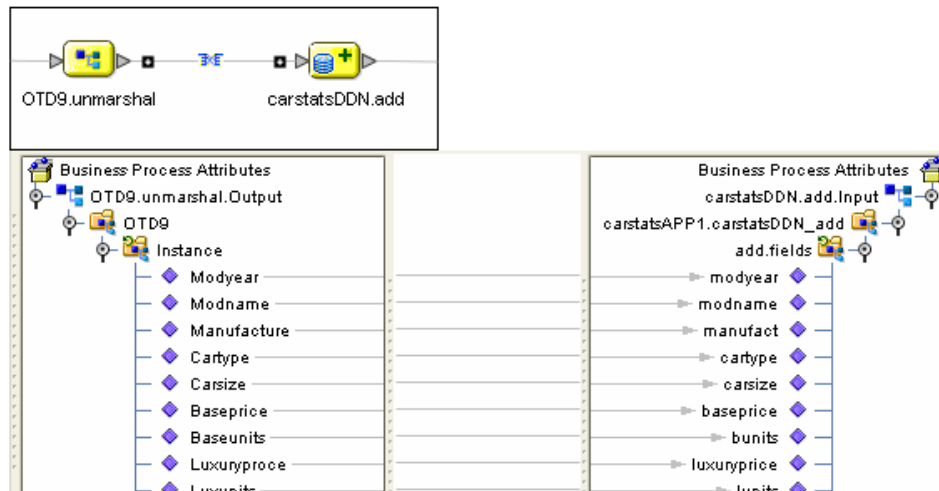 OTD9.unmarshal
carstatsDDN.add
Business Process Attributes
OTD9.unmarshal.Output
OTD9
Instance
Modyear
Modname
Manufacture
Cartype
Carsize
Baseprice
Baseunits
Luxuryproce
Luxunits
Business Process Attributes
carstatsDDN.add.Input
carstatsAPP1.carstatsDDN_add
add.fields
modyear
modname
manufact
cartype
carsize
baseprice
bunits
luxuryprice
lunits